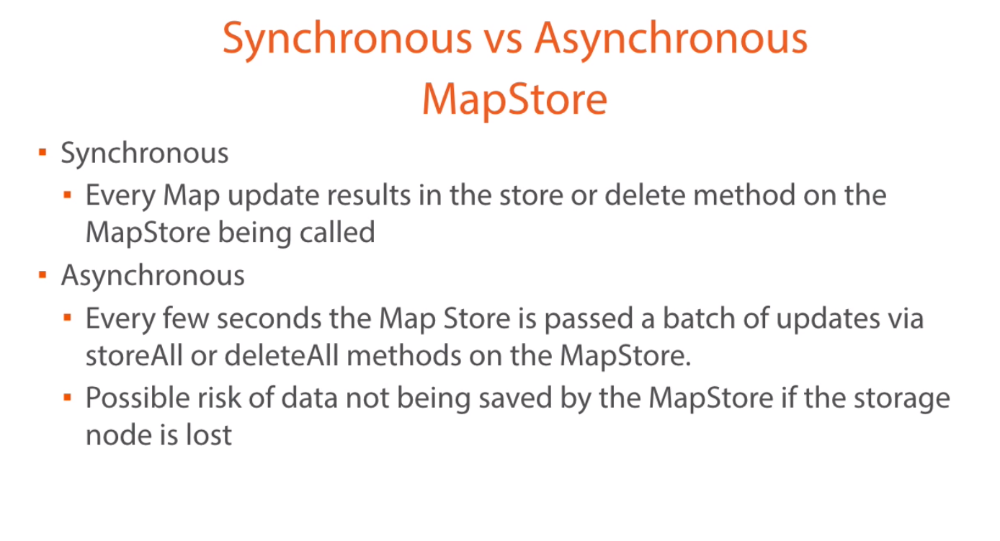 Synchronous vs Asynchronous
MapStore
▪ Synchronous
▪ Every Map update results in the store or delete method on the
MapStore being called
▪ Asynchronous
▪ Every few seconds the Map Store is passed a batch of updates via
storeAll or deleteAll methods on the MapStore.
▪ Possible risk of data not being saved by the MapStore if the storage
node is lost